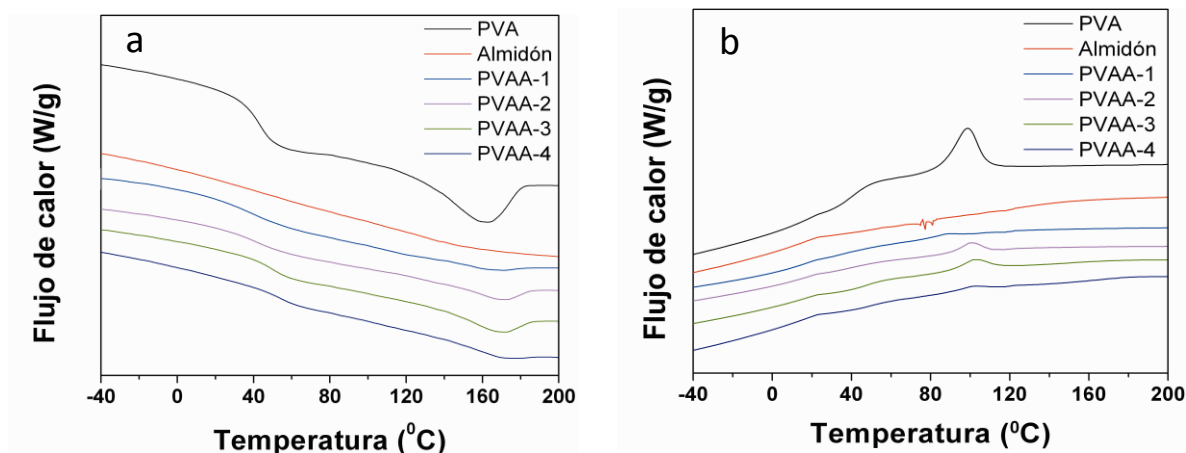 a
PVA
Almidón
PVAA-1
PVAA-2
PVAA-3
PVAA-4
Flujo de calor (W/g)
-40 0 40 80 120 160 200
Temperatura (⁰C)
b
PVA
Almidón
PVAA-1
PVAA-2
PVAA-3
PVAA-4
Flujo de calor (W/g)
-40 0 40 80 120 160 200
Temperatura (⁰C)